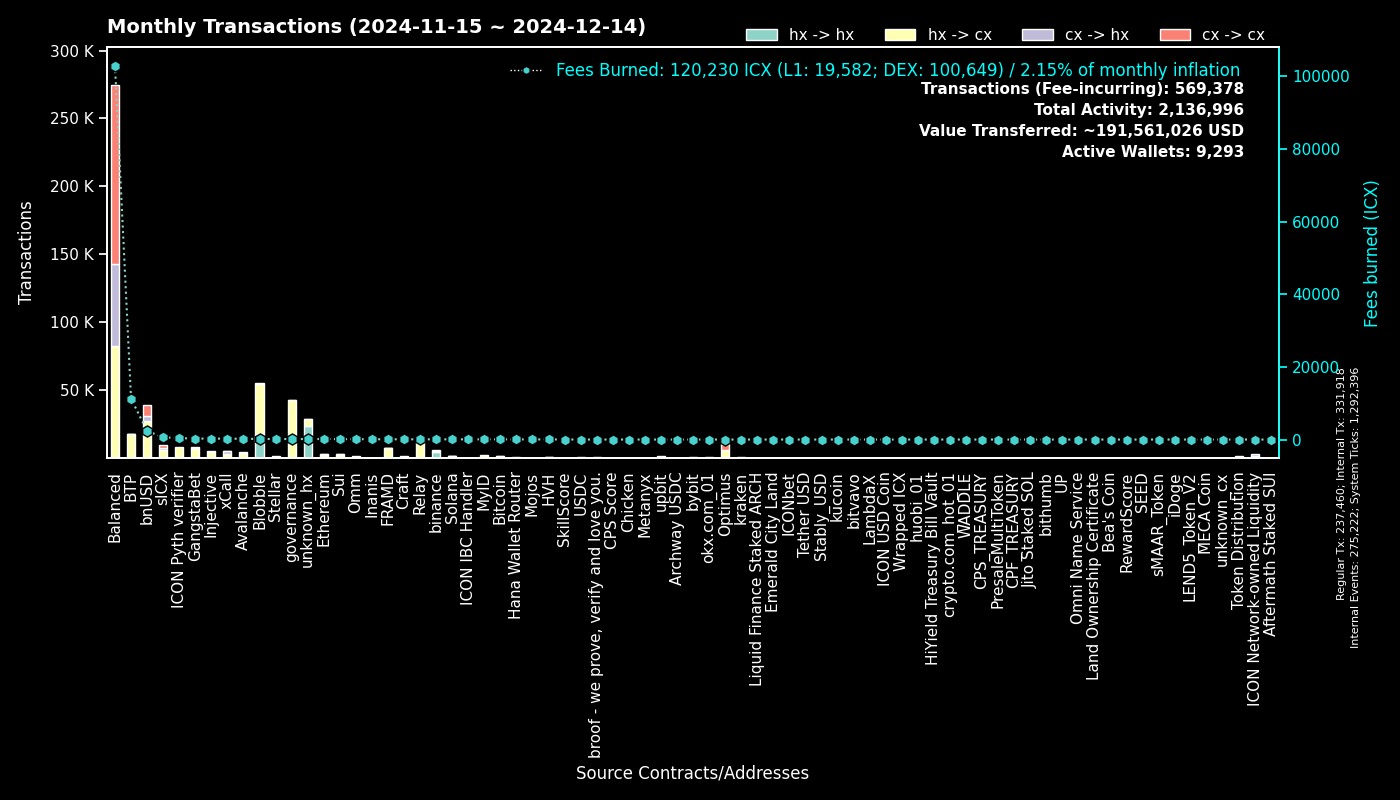 Monthly Transactions (2024-11-15 ~ 2024-12-14)
hx -> hx
hx -> cx
cx -> hx
cx -> cx
Fees Burned: 120,230 ICX (L1: 19,582; DEX: 100,649) / 2.15% of monthly inflation
Transactions (Fee-incurring): 569,378
Total Activity: 2,136,996
Value Transferred: ~191,561,026 USD
Active Wallets: 9,293
Transactions
300 K
250 K
200 K
150 K
100 K
50 K
100000
80000
60000
40000
20000
0
Fees burned (ICX)
Regular Tx: 237,460; Internal Tx: 331,918
Internal Events: 275,222; System Ticks: 1,292,396
Balanced
BTP
bnUSD
sICX
ICON Pyth verifier
GangstaBet
Injective
xCall
Avalanche
Blobble
Stellar
governance
unknown_hx
Ethereum
Sui
Omm
Inanis
FRAMD
Craft
Relay
binance
Solana
ICON IBC Handler
MyID
Bitcoin
Hana Wallet Router
Mojos
HVH
SkillScore
USDC
broof - we prove, verify and love you.
CPS Score
Chicken
Metanyx
upbit
Archway_USDC
bybit
okx.com_01
Optimus
kraken
Liquid Finance Staked ARCH
Emerald City Land
ICONbet
Tether USD
Stably_USD
kucoin
bitvavo
LambdaX
ICON USD Coin
Wrapped ICX
huobi_01
HiYield Treasury Bill Vault
crypto.com_hot_01
WADDLE
CPS_TREASURY
PresaleMultiToken
CPF_TREASURY
Jito Staked SOL
bithumb
UP
Omni Name Service
Land Ownership Certificate
Bea's Coin
RewardScore
SEED
sMAAR_Token
iDoge
LEND5_Token_V2
MECA Coin
unknown_cx
Token Distribution
ICON Network-owned Liquidity
Aftermath Staked SUI
Source Contracts/Addresses